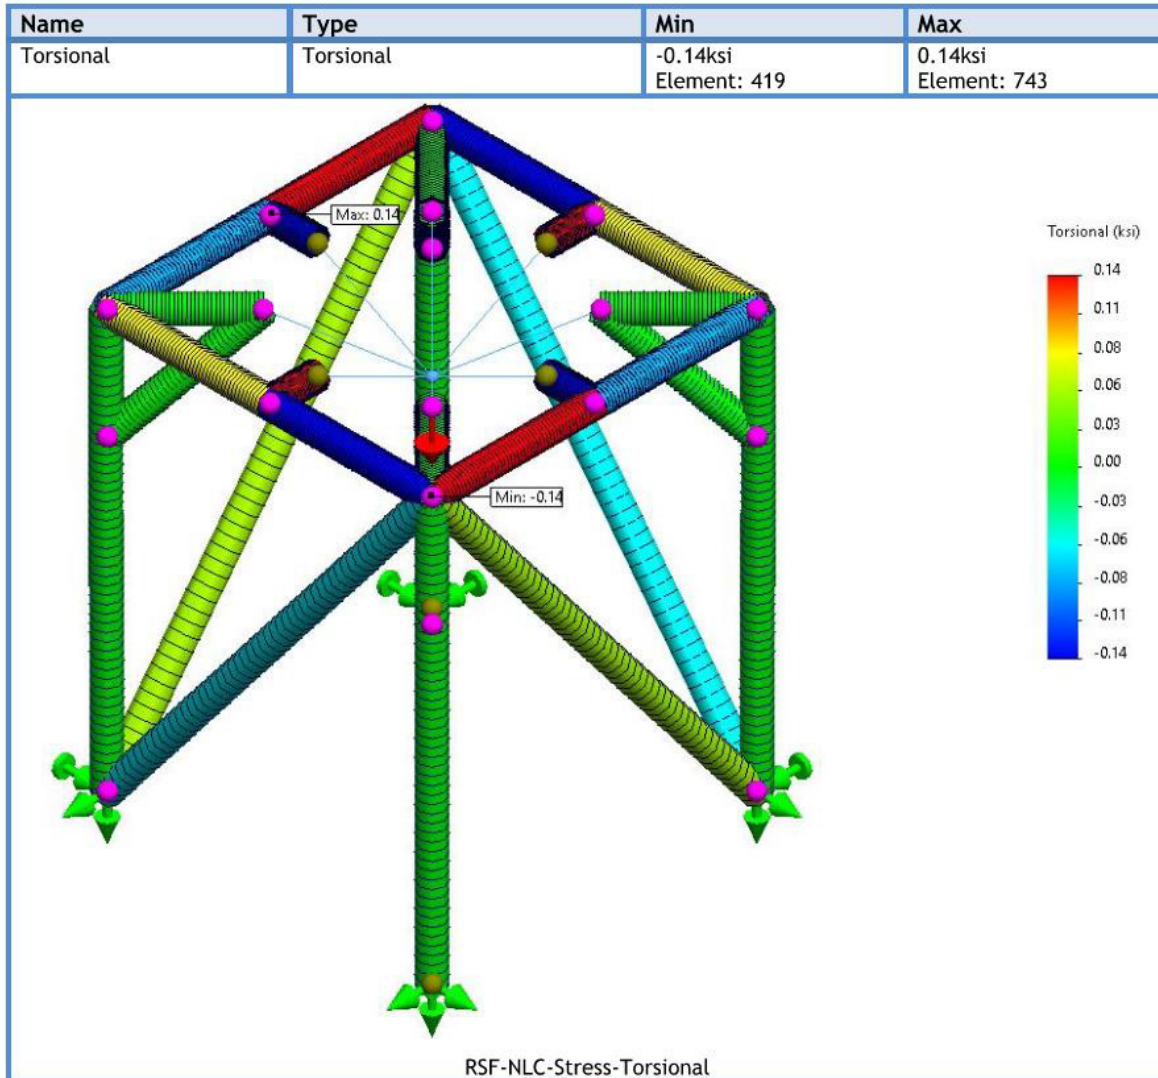 Name Type Min Max
Torsional Torsional -0.14ksi 0.14ksi
Element: 419 Element: 743
Max: 0.14
Min: -0.14
Torsional (ksi)
0.14
0.11
0.08
0.06
0.03
0.00
-0.03
-0.06
-0.08
-0.11
-0.14
RSF-NLC-Stress-Torsional